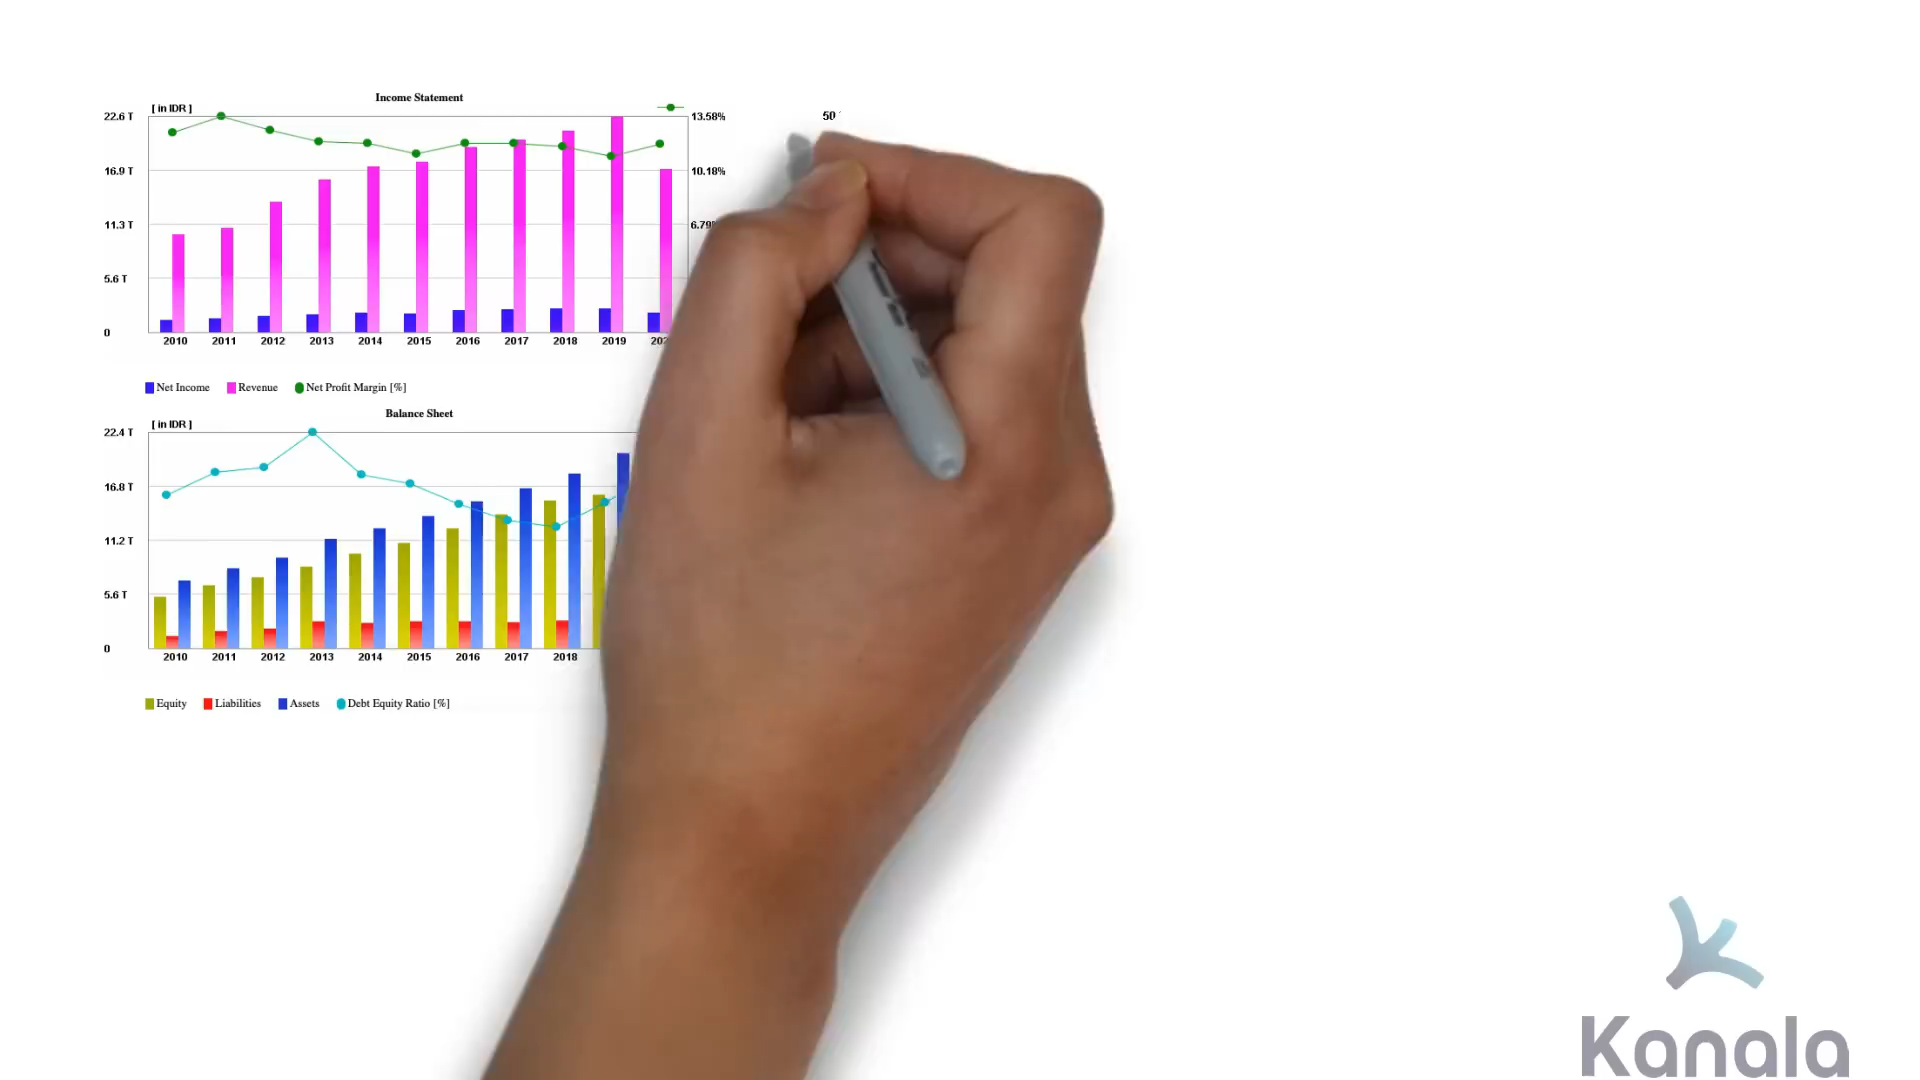 Income Statement
[ in IDR ]
22.6 T
16.9 T
11.3 T
5.6 T
0
13.58%
10.18%
2010 2011 2012 2013 2014 2015 2016 2017 2018 2019
Net Income Revenue Net Profit Margin [%]
Balance Sheet
[ in IDR ]
22.4 T
16.8 T
11.2 T
5.6 T
0
2010 2011 2012 2013 2014 2015 2016 2017 2018
Equity Liabilities Assets Debt Equity Ratio [%]
50
Kanala